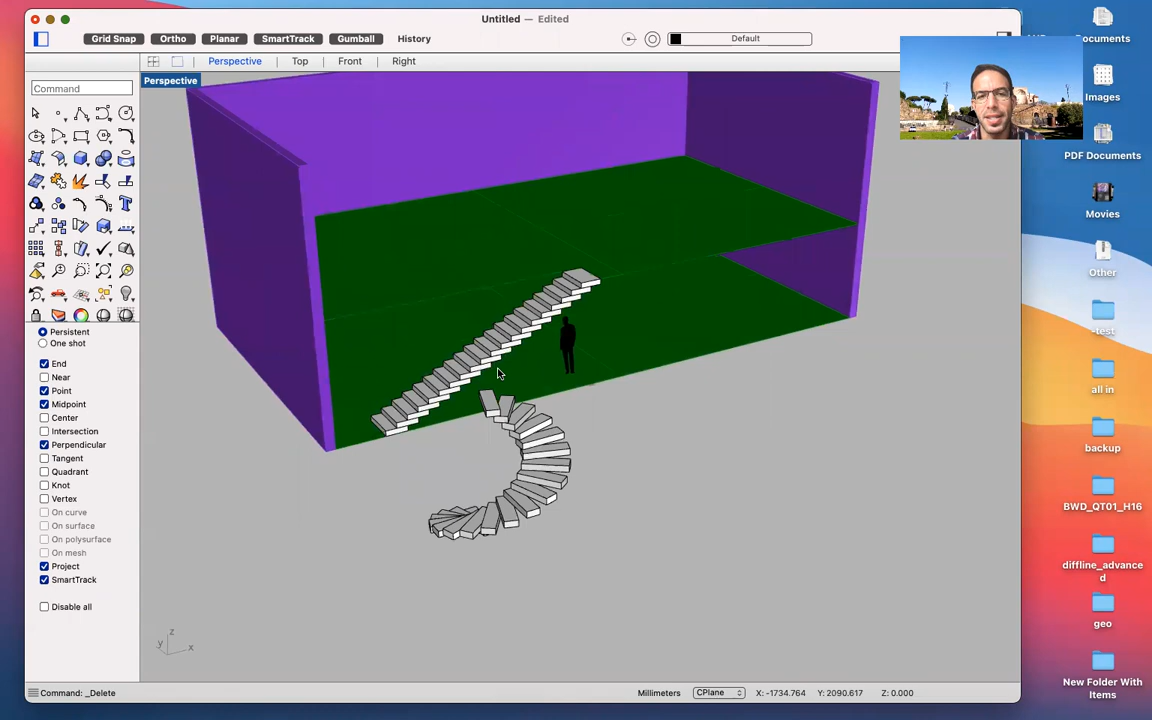 Untitled — Edited
Grid Snap Ortho Planar SmartTrack Gumball History Default
Perspective Top Front Right
Perspective
Command
Persistent
One shot
End
Near
Point
Midpoint
Center
Intersection
Perpendicular
Tangent
Quadrant
Knot
Vertex
On curve
On surface
On polysurface
On mesh
Project
SmartTrack
Disable all
z
y x
Command: _Delete Millimeters CPlane X: -1734.764 Y: 2090.617 Z: 0.000
Documents
Images
PDF Documents
Movies
Other
-test
all in
backup
BWD_QT01_H16
diffline_advance
d
geo
New Folder With
Items